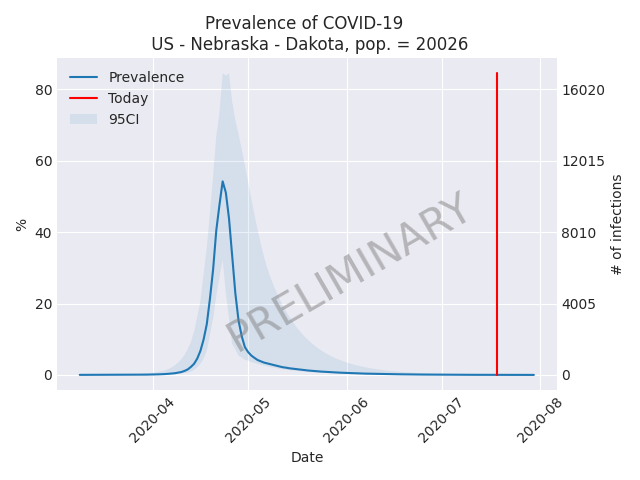 Prevalence of COVID-19
US - Nebraska - Dakota, pop. = 20026
Prevalence
Today
95CI
80
60
40
20
0
%
16020
12015
8010
4005
0
# of infections
PRELIMINARY
2020-04
2020-05
2020-06
2020-07
2020-08
Date